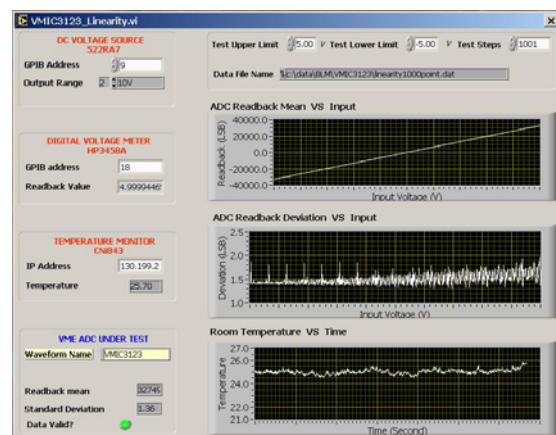 VMIC3123_Linearity.vi
DC VOLTAGE SOURCE
522RA7
GPIB Address 9
Output Range 2 10V
Test Upper Limit 5.00 V Test Lower Limit -5.00 V Test Steps 1001
Data File Name c:\data\BLM\VMIC3123\linearity1000point.dat
DIGITAL VOLTAGE METER
HP3458A
GPIB address 18
Readback Value 4.9999446
TEMPERATURE MONITOR
CNi843
IP Address 130.199.2
Temperature 25.70
VME ADC UNDER TEST
Waveform Name VMIC3123
Readback mean 32745
Standard Deviation 1.36
Data Valid?
ADC Readback Mean VS Input
Readback (LSB)
40000.0
20000.0
0.0
-20000.0
-40000.0
Input Voltage (V)
ADC Readback Deviation VS Input
Deviation (LSB)
2.5
2.0
1.5
1.0
Input Voltage (V)
Room Temperature VS Time
Temperature
27.0
26.0
24.0
22.0
21.0
Time (Second)